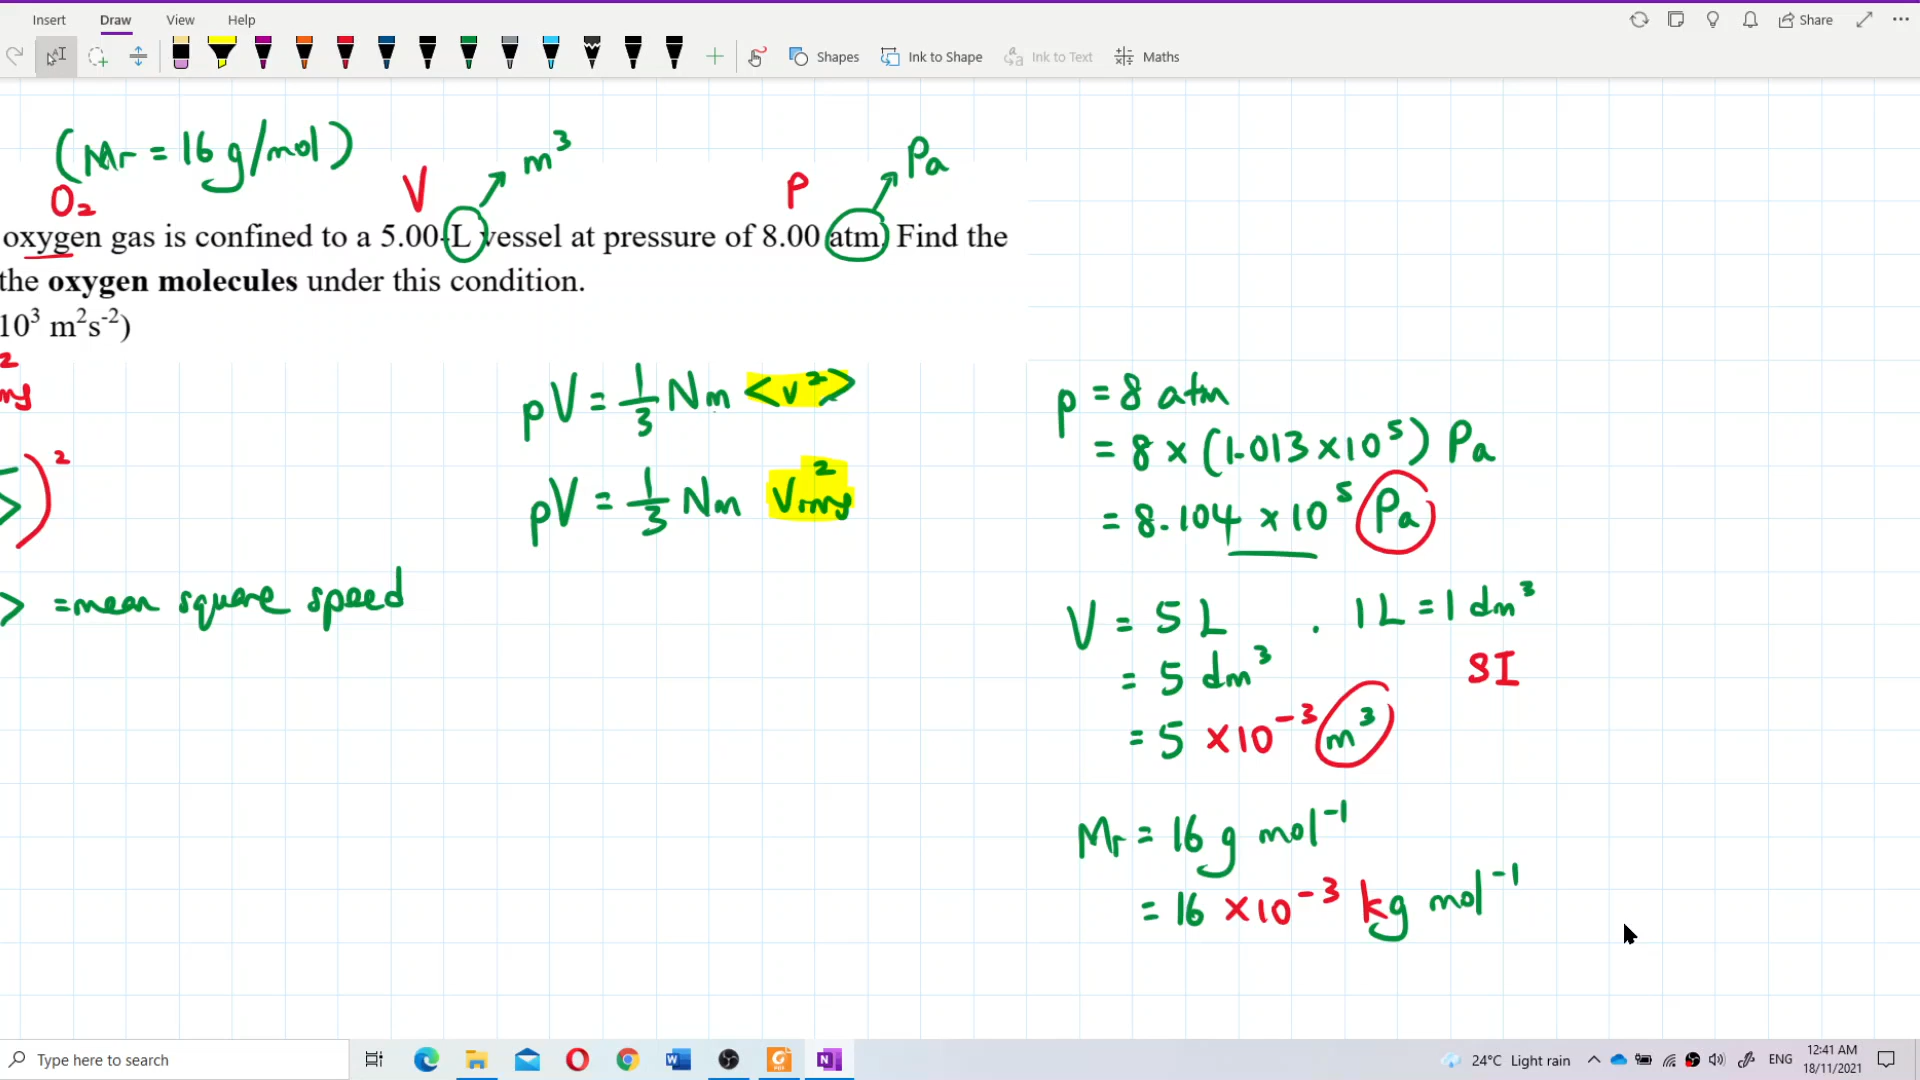 Insert Draw View Help
Share
Shapes Ink to Shape Ink to Text Maths
(Mr = 16 g/mol)
O₂ V m³ P Pa
oxygen gas is confined to a 5.00-L vessel at pressure of 8.00 atm. Find the
the oxygen molecules under this condition.
10³ m²s⁻²)
pV = 1/3 Nm <v²>
pV = 1/3 Nm Vrms²
)²
> =mean square speed
p = 8 atm
= 8 × (1.013×10⁵) Pa
= 8.104 ×10⁵ Pa
V = 5 L . 1 L = 1 dm³
= 5 dm³ SI
= 5 ×10⁻³ m³
Mr = 16 g mol⁻¹
= 16 ×10⁻³ kg mol⁻¹
Type here to search
24°C Light rain
ENG
12:41 AM
18/11/2021